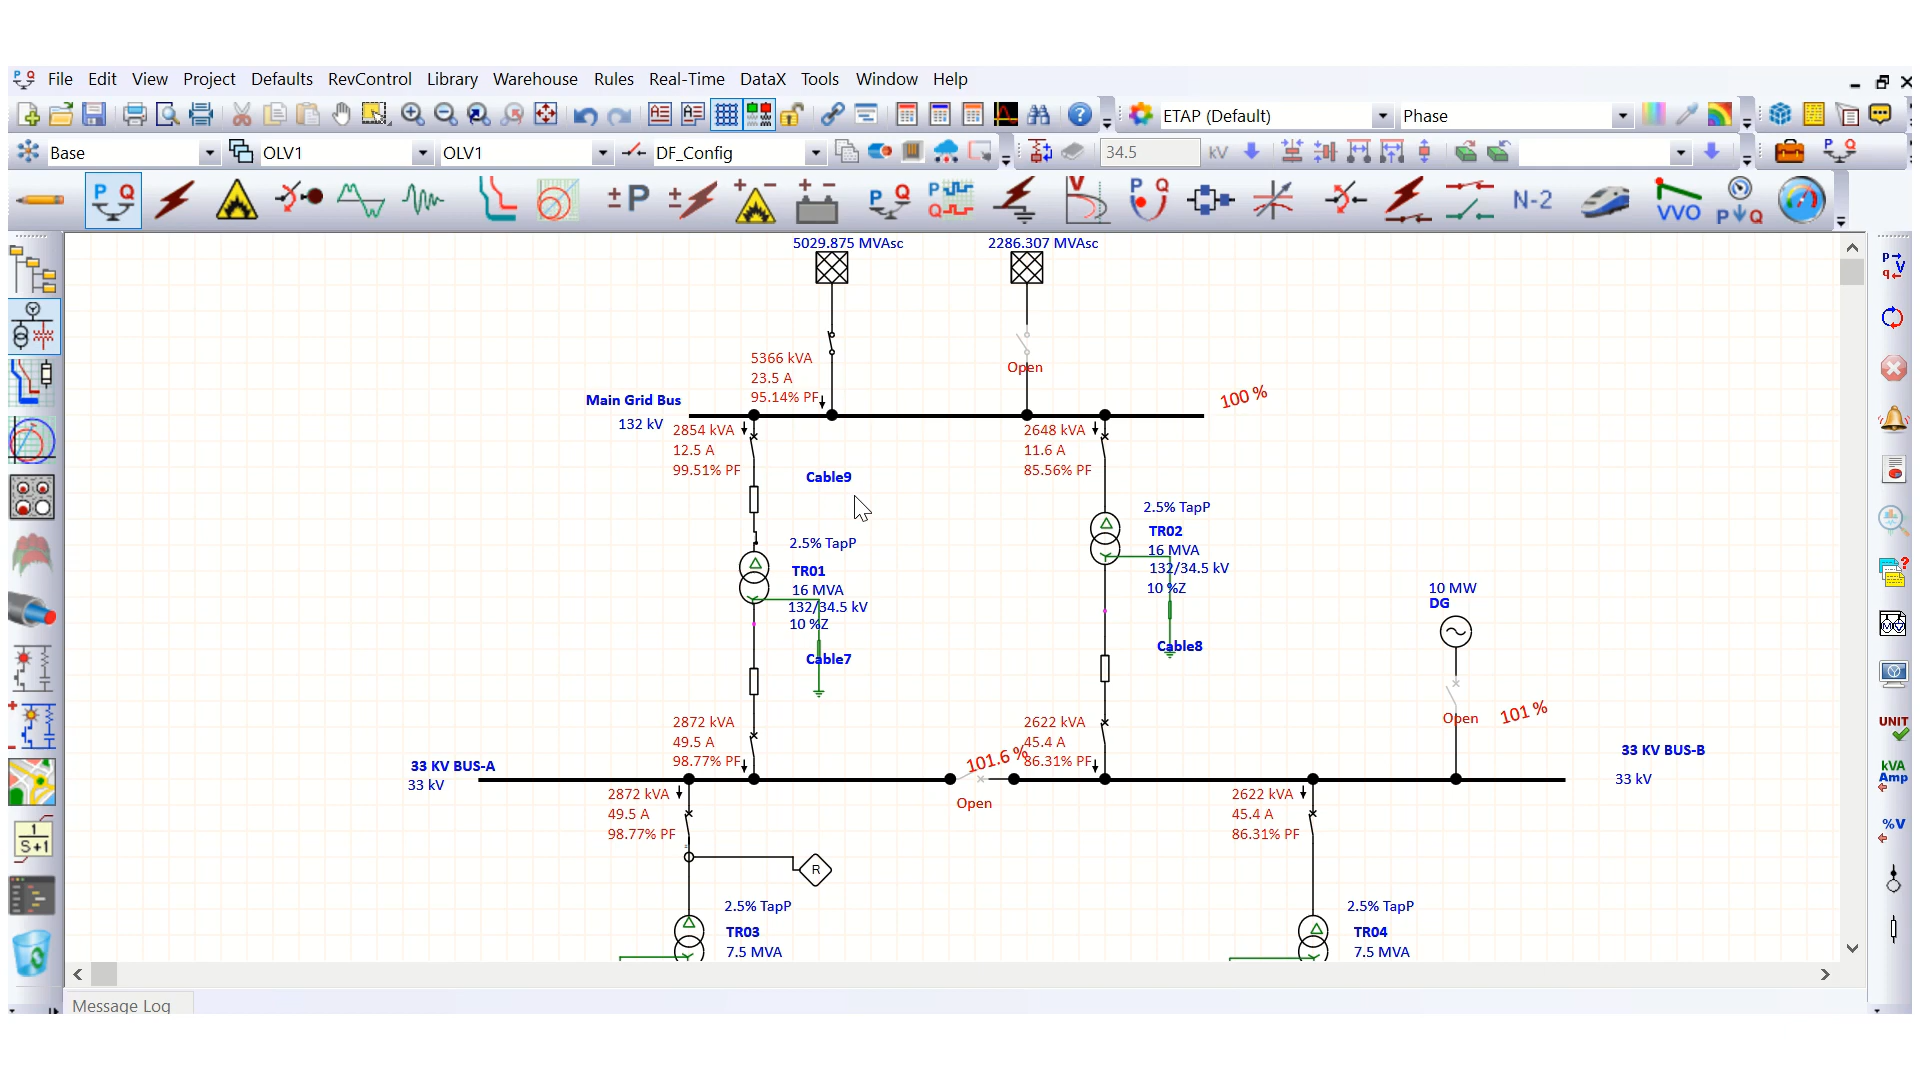 File Edit View Project Defaults RevControl Library Warehouse Rules Real-Time DataX Tools Window Help
ETAP (Default) Phase
Base OLV1 OLV1 DF_Config 34.5 kV
P Q ± P ± P Q P Q V P Q N-2 VVO P Q
5029.875 MVAsc 2286.307 MVAsc
5366 kVA
23.5 A
95.14% PF
Open
Main Grid Bus
132 kV
100 %
2854 kVA
12.5 A
99.51% PF
2648 kVA
11.6 A
85.56% PF
Cable9
2.5% TapP
TR01
16 MVA
132/34.5 kV
10 %Z
Cable7
2.5% TapP
TR02
16 MVA
132/34.5 kV
10 %Z
Cable8
10 MW
DG
Open
101 %
2872 kVA
49.5 A
98.77% PF
2622 kVA
45.4 A
86.31% PF
101.6 %
33 KV BUS-A
33 kV
33 KV BUS-B
33 kV
Open
2872 kVA
49.5 A
98.77% PF
2622 kVA
45.4 A
86.31% PF
R
2.5% TapP
TR03
7.5 MVA
2.5% TapP
TR04
7.5 MVA
1
S+1
P V
q
UNIT
kVA
Amp
%V
Message Log